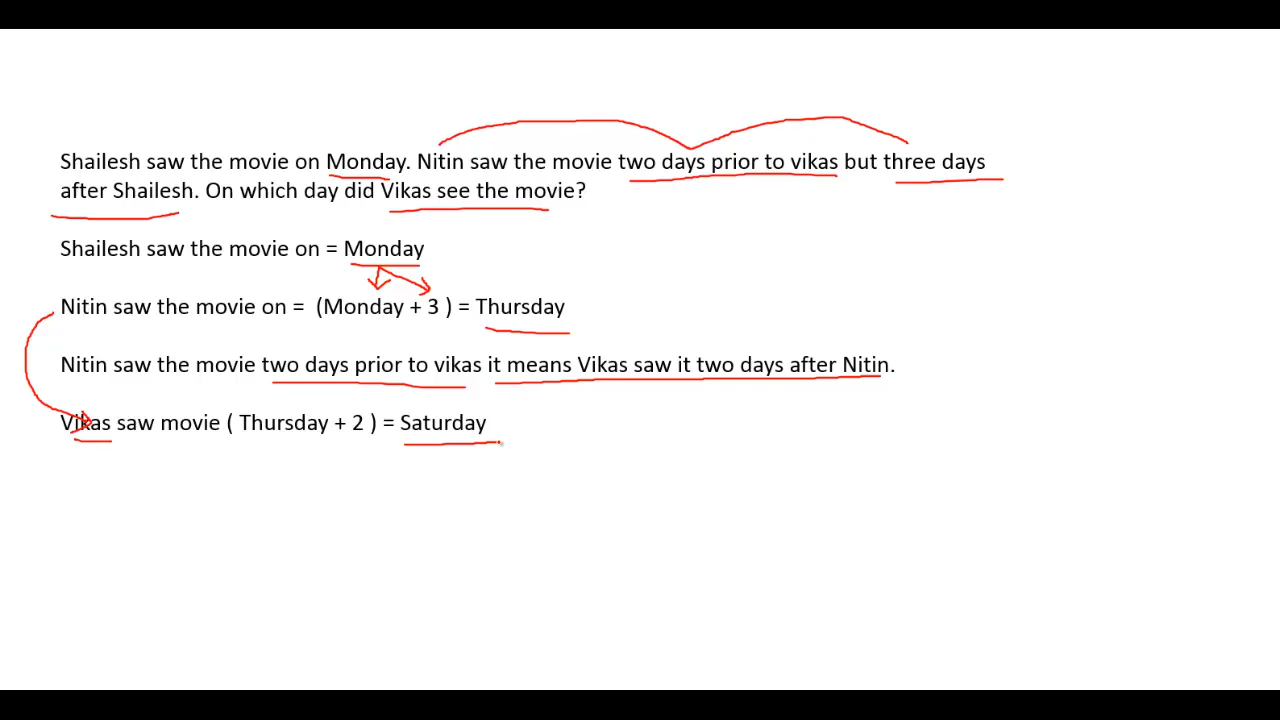 Shailesh saw the movie on Monday. Nitin saw the movie two days prior to vikas but three days
after Shailesh. On which day did Vikas see the movie?
Shailesh saw the movie on = Monday
Nitin saw the movie on =  (Monday + 3 ) = Thursday
Nitin saw the movie two days prior to vikas it means Vikas saw it two days after Nitin.
Vikas saw movie ( Thursday + 2 ) = Saturday